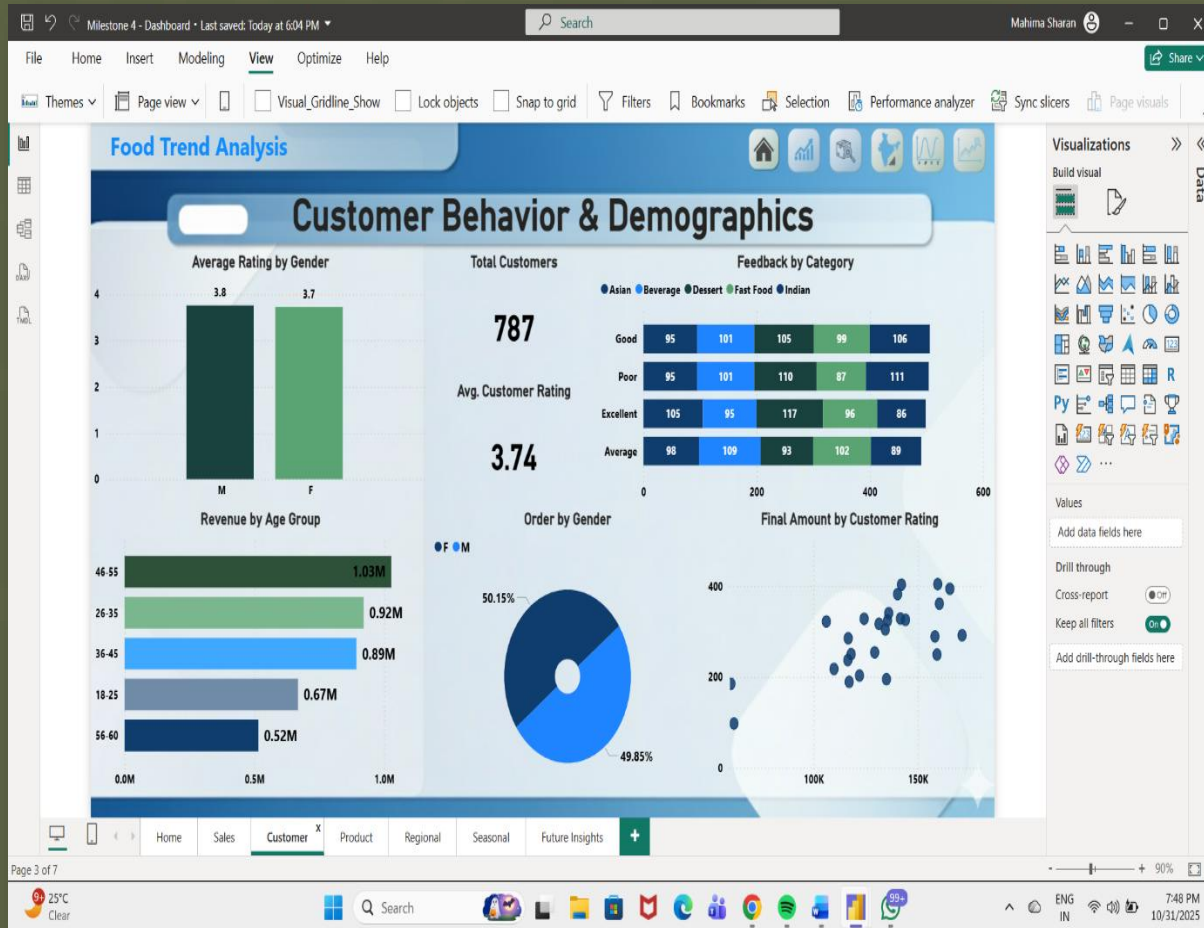 Milestone 4 - Dashboard • Last saved: Today at 6:04 PM
Search
Mahima Sharan
File Home Insert Modeling View Optimize Help
Share
Themes Page view Visual_Gridline_Show Lock objects Snap to grid Filters Bookmarks Selection Performance analyzer Sync slicers Page visuals
Food Trend Analysis
Customer Behavior & Demographics
Average Rating by Gender
4
3
2
1
0
3.8 3.7
M F
Total Customers
787
Avg. Customer Rating
3.74
Feedback by Category
Asian Beverage Dessert Fast Food Indian
Good 95 101 105 99 106
Poor 95 101 110 87 111
Excellent 105 95 117 96 86
Average 98 109 93 102 89
0 200 400 600
Revenue by Age Group
46-55 1.03M
26-35 0.92M
36-45 0.89M
18-25 0.67M
56-60 0.52M
0.0M 0.5M 1.0M
Order by Gender
F M
50.15%
49.85%
Final Amount by Customer Rating
400
200
0
100K 150K
Visualizations
Data
Build visual
123
R
Py
Values
Add data fields here
Drill through
Cross-report Off
Keep all filters On
Add drill-through fields here
Home Sales Customer X Product Regional Seasonal Future Insights +
Page 3 of 7
- + 90%
9+
25°C
Clear
Search
99+
ENG
IN
7:48 PM
10/31/2025